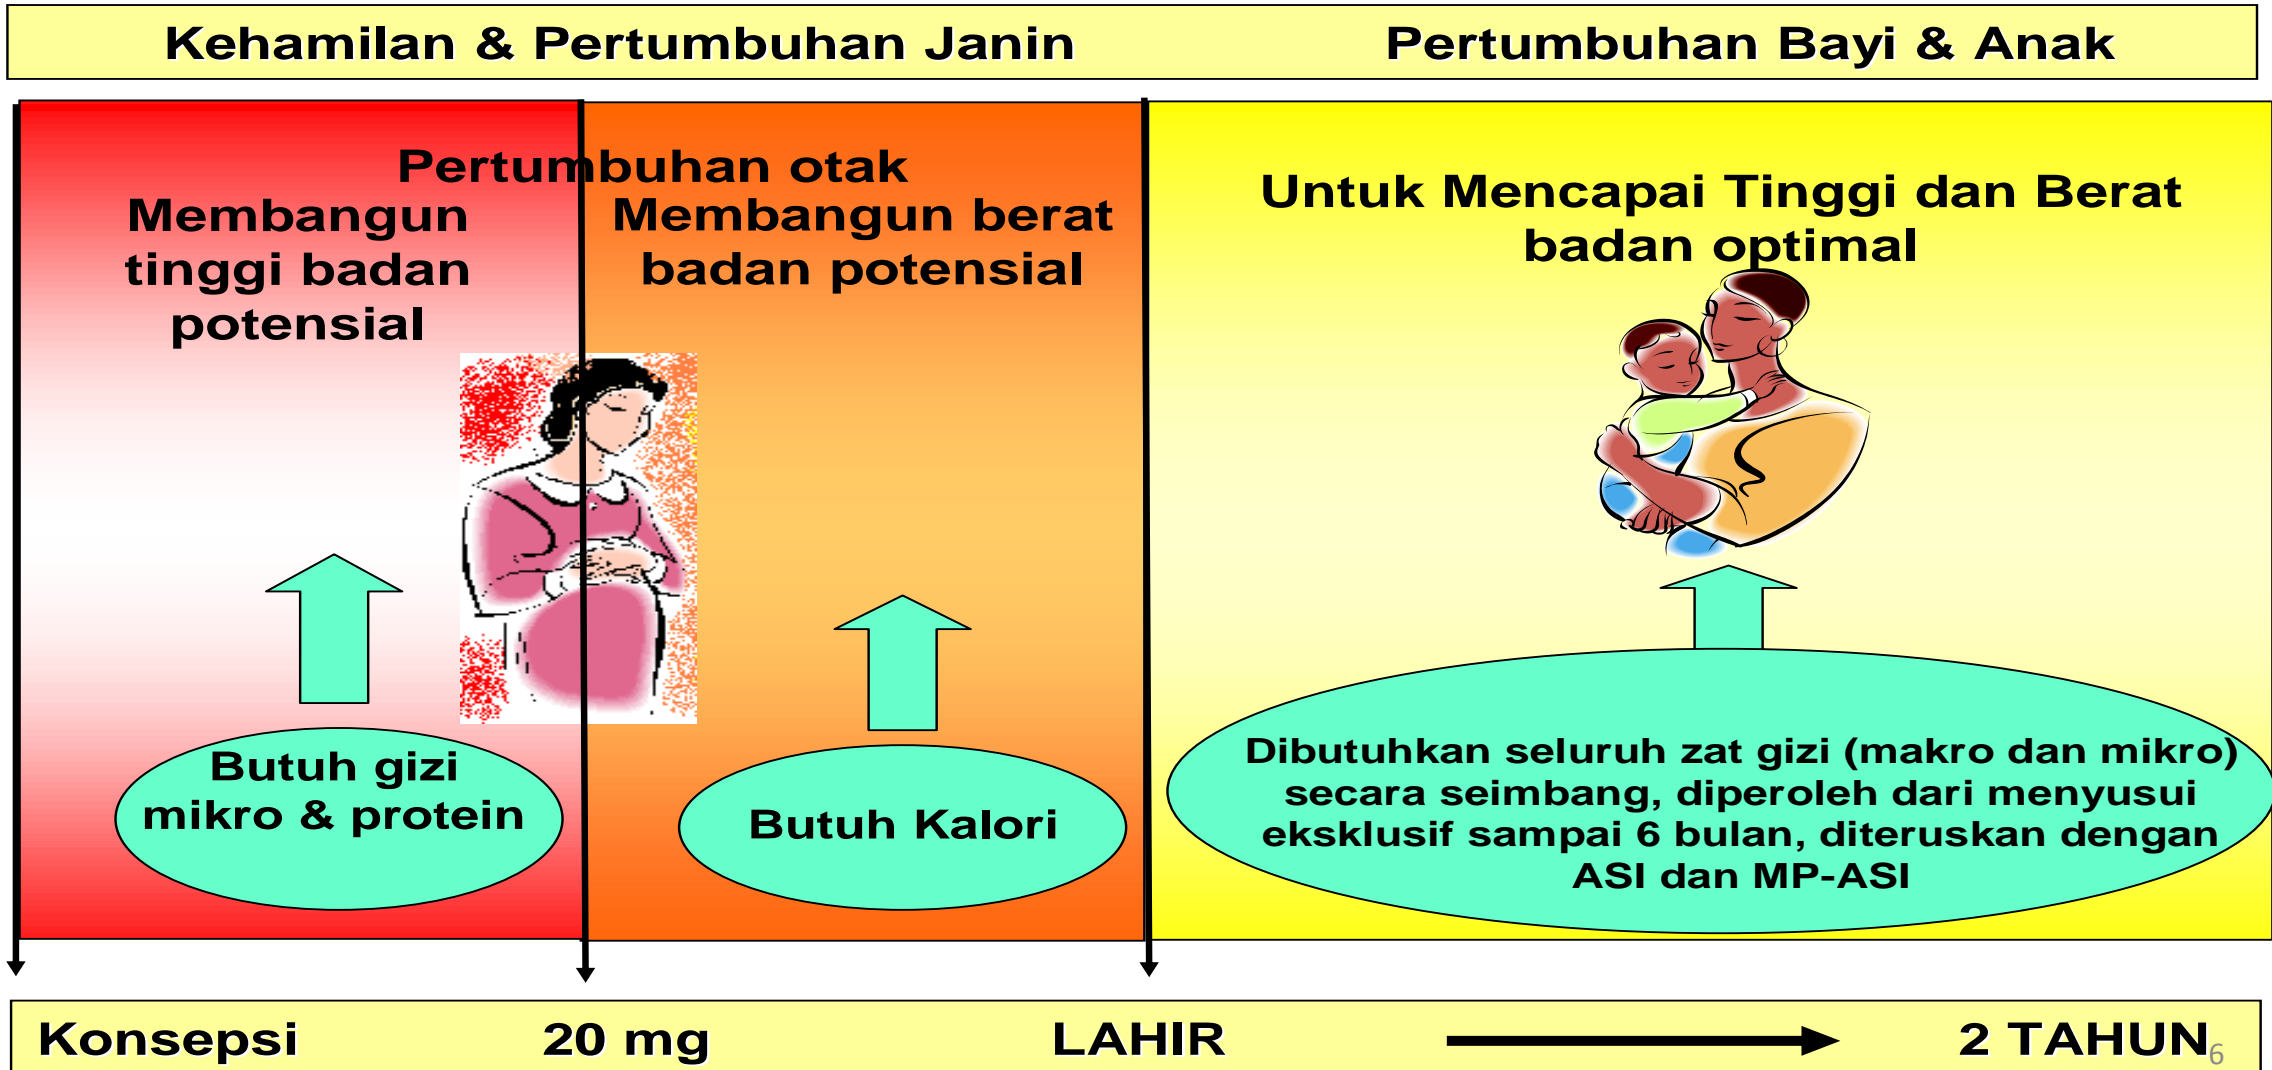 Kehamilan & Pertumbuhan Janin
Pertumbuhan Bayi & Anak
Pertumbuhan otak
Membangun
tinggi badan
potensial
Membangun berat
badan potensial
Untuk Mencapai Tinggi dan Berat
badan optimal
Butuh gizi
mikro & protein
Butuh Kalori
Dibutuhkan seluruh zat gizi (makro dan mikro)
secara seimbang, diperoleh dari menyusui
eksklusif sampai 6 bulan, diteruskan dengan
ASI dan MP-ASI
Konsepsi
20 mg
LAHIR
2 TAHUN
6